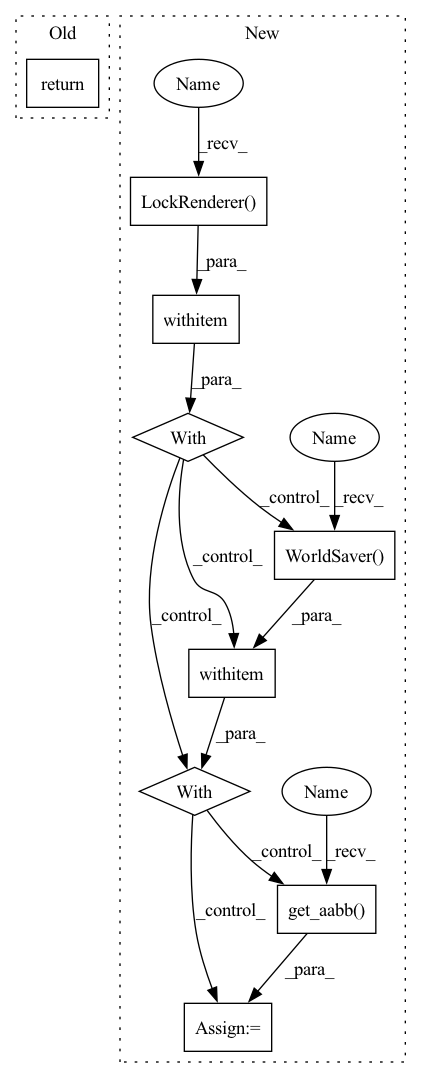 Old
New
return
Name
_recv_
LockRenderer()
_para_
withitem
_para_
With
Name
_control_
_recv_
_control_
WorldSaver()
_control_
_para_
withitem
_para_
With
Name
_control_
_recv_
_control_
get_aabb()
_para_
Assign:=